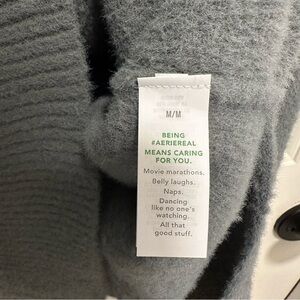 M/M
BEING
#AERIEREAL
MEANS CARING
FOR YOU.
Movie marathons.
Belly laughs.
Naps.
Dancing
like no one's
watching.
All that
good stuff.